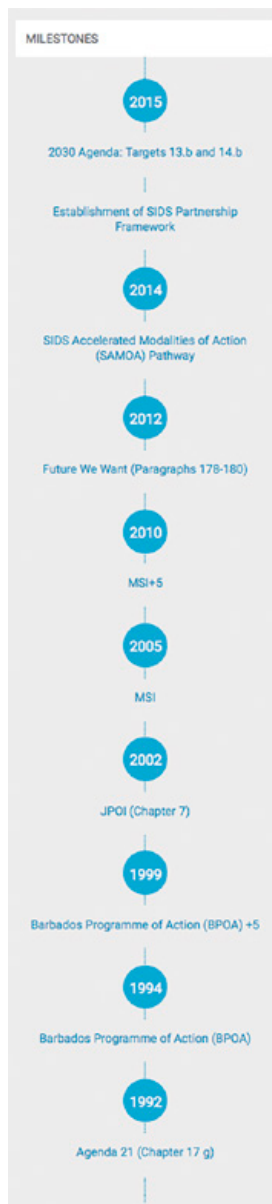 MILESTONES
2015
2030 Agenda: Targets 13.b and 14.b
Establishment of SIDS Partnership
Framework
2014
SIDS Accelerated Modalities of Action
(SAMOA) Pathway
2012
Future We Want (Paragraphs 178-180)
2010
MSI+5
2005
MSI
2002
JPOI (Chapter 7)
1999
Barbados Programme of Action (BPOA) +5
1994
Barbados Programme of Action (BPOA)
1992
Agenda 21 (Chapter 17 g)